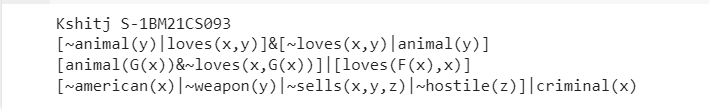 Kshitj S-1BM21CS093
[~animal(y)|loves(x,y)]&[~loves(x,y)|animal(y)]
[animal(G(x))&~loves(x,G(x))]|[loves(F(x),x)]
[~american(x)|~weapon(y)|~sells(x,y,z)|~hostile(z)]|criminal(x)